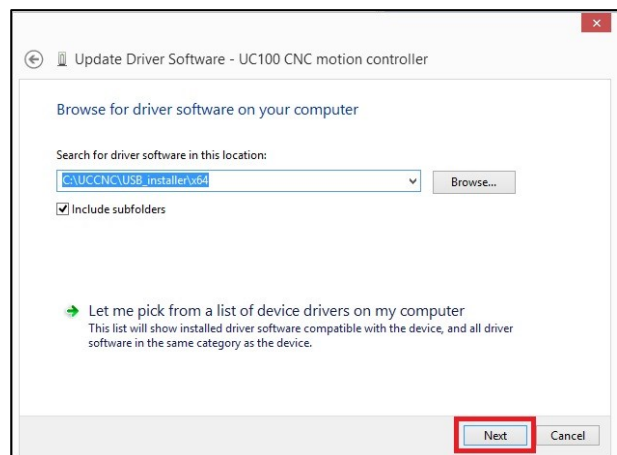 Update Driver Software - UC100 CNC motion controller
Browse for driver software on your computer
Search for driver software in this location:
C:\UCCNC\USB_installer\x64
Browse...
Include subfolders
Let me pick from a list of device drivers on my computer
This list will show installed driver software compatible with the device, and all driver
software in the same category as the device.
Next
Cancel